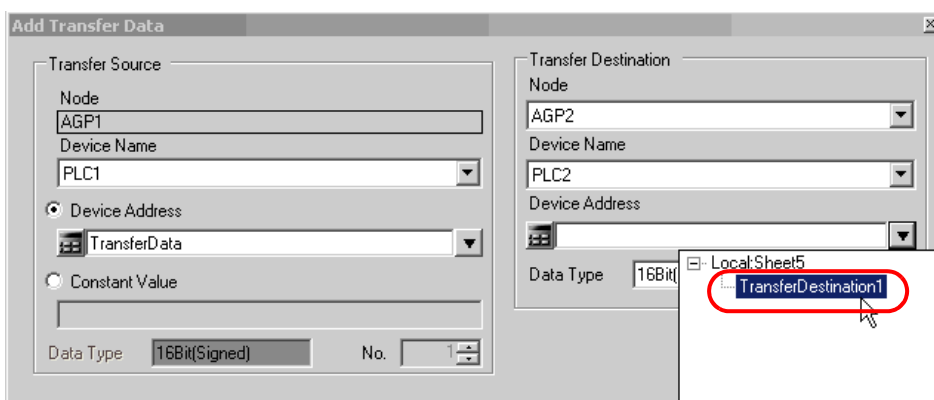 Add Transfer Data
Transfer Source
Node
AGP1
Device Name
PLC1
Device Address
TransferData
Constant Value
Data Type 16Bit(Signed) No. 1
Transfer Destination
Node
AGP2
Device Name
PLC2
Device Address
Data Type 16Bit(
Local:Sheet5
TransferDestination1